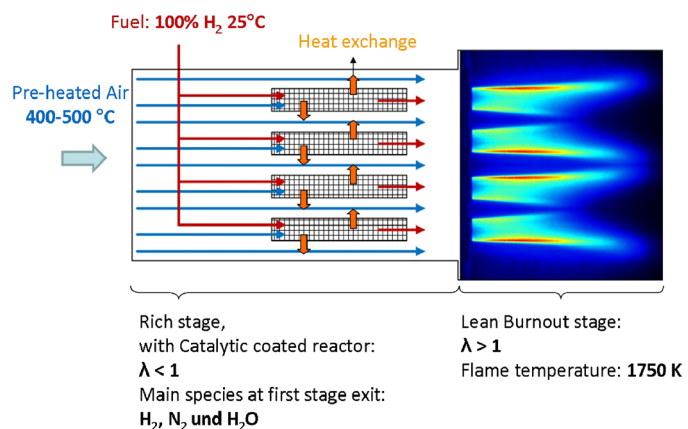 Fuel: 100% H₂ 25°C
Heat exchange
Pre-heated Air
400-500 °C
Rich stage,
with Catalytic coated reactor:
λ < 1
Main species at first stage exit:
H₂, N₂ und H₂O
Lean Burnout stage:
λ > 1
Flame temperature: 1750 K